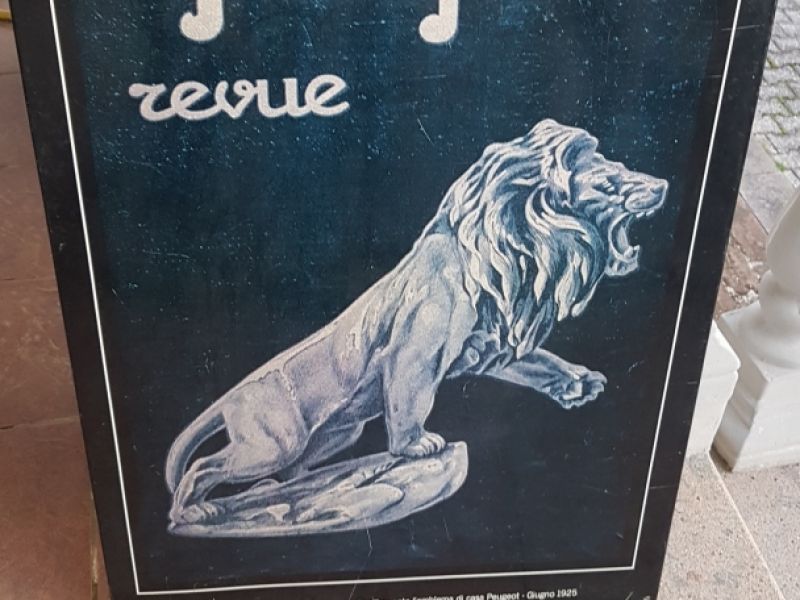 revue
l'emblema di casa Peugeot - Giugno 1925